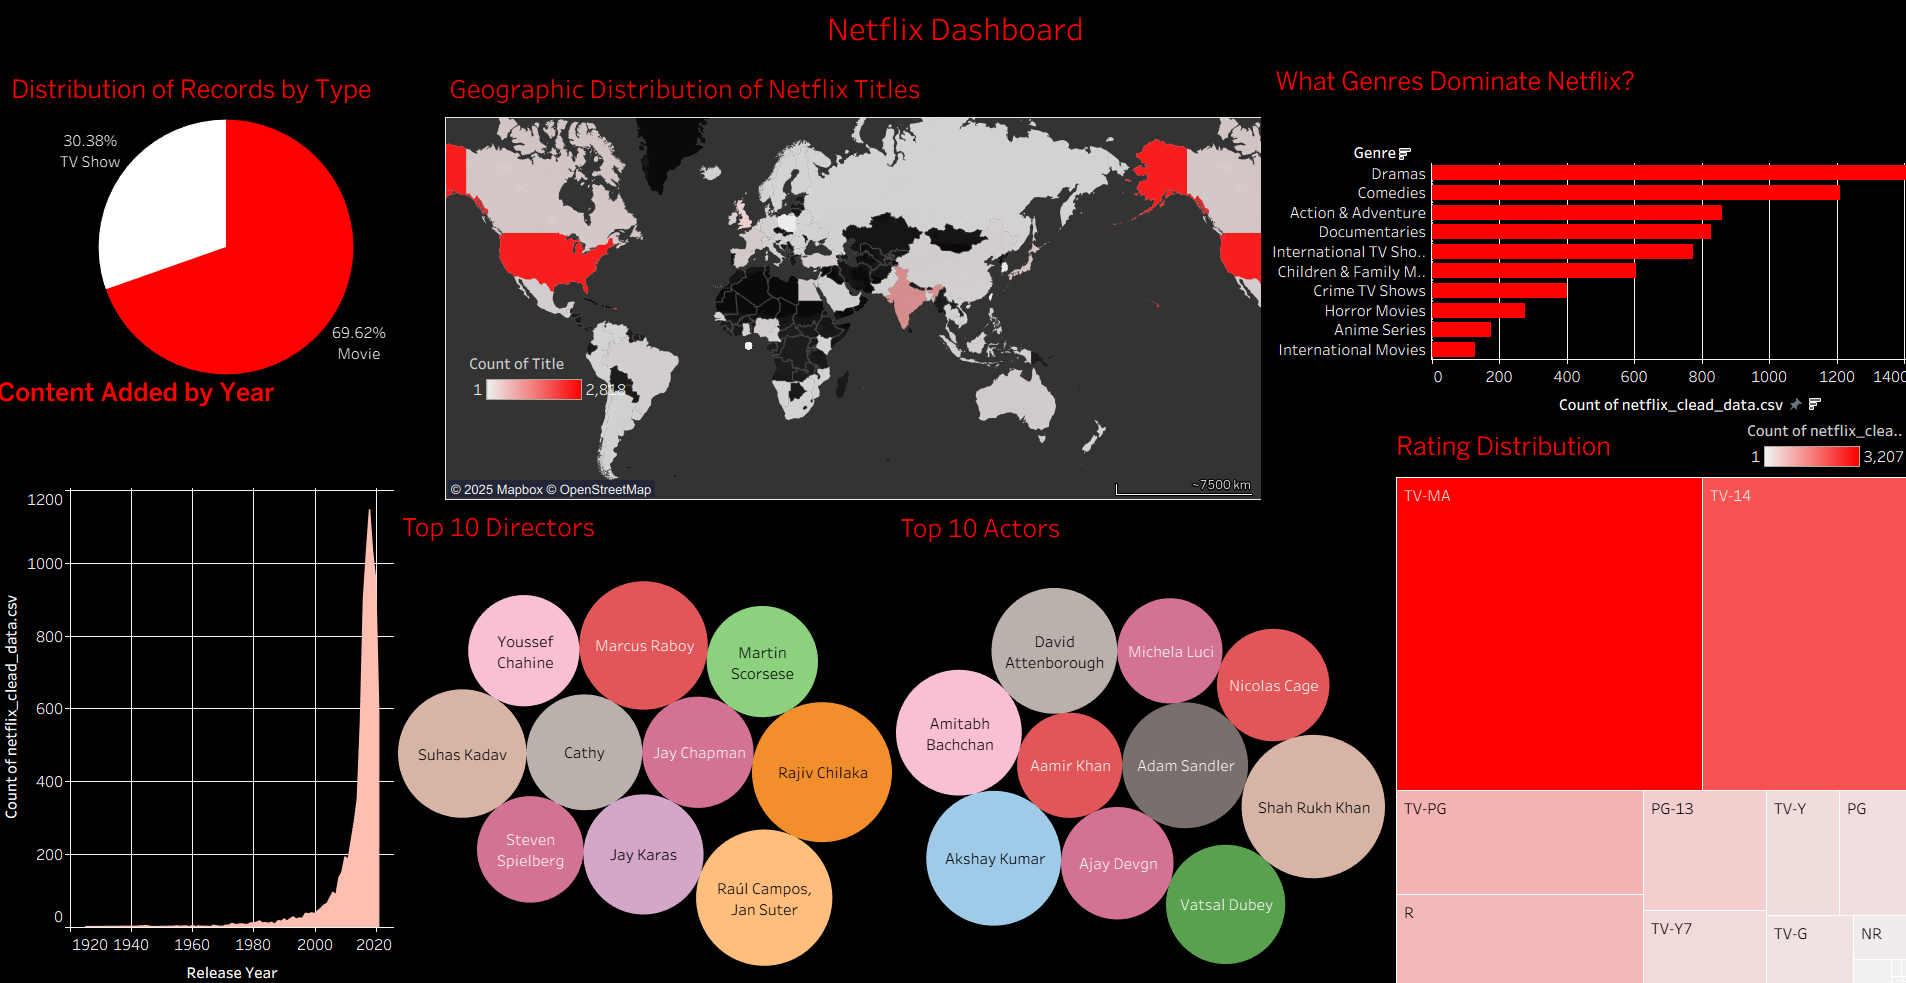 Netflix Dashboard
Distribution of Records by Type
30.38%
TV Show
69.62%
Movie
Geographic Distribution of Netflix Titles
Count of Title
1
2,818
© 2025 Mapbox © OpenStreetMap
~7500 km
What Genres Dominate Netflix?
Genre
Dramas
Comedies
Action & Adventure
Documentaries
International TV Sho..
Children & Family M..
Crime TV Shows
Horror Movies
Anime Series
International Movies
0 200 400 600 800 1000 1200 1400
Count of netflix_clead_data.csv
Content Added by Year
Count of netflix_clead_data.csv
1200
1000
800
600
400
200
0
1920 1940 1960 1980 2000 2020
Release Year
Top 10 Directors
Youssef
Chahine
Marcus Raboy
Martin
Scorsese
Suhas Kadav
Cathy
Jay Chapman
Rajiv Chilaka
Steven
Spielberg
Jay Karas
Raúl Campos,
Jan Suter
Top 10 Actors
David
Attenborough
Michela Luci
Nicolas Cage
Amitabh
Bachchan
Aamir Khan
Adam Sandler
Shah Rukh Khan
Akshay Kumar
Ajay Devgn
Vatsal Dubey
Rating Distribution
Count of netflix_clea..
1
3,207
TV-MA
TV-14
TV-PG
PG-13
TV-Y
PG
R
TV-Y7
TV-G
NR